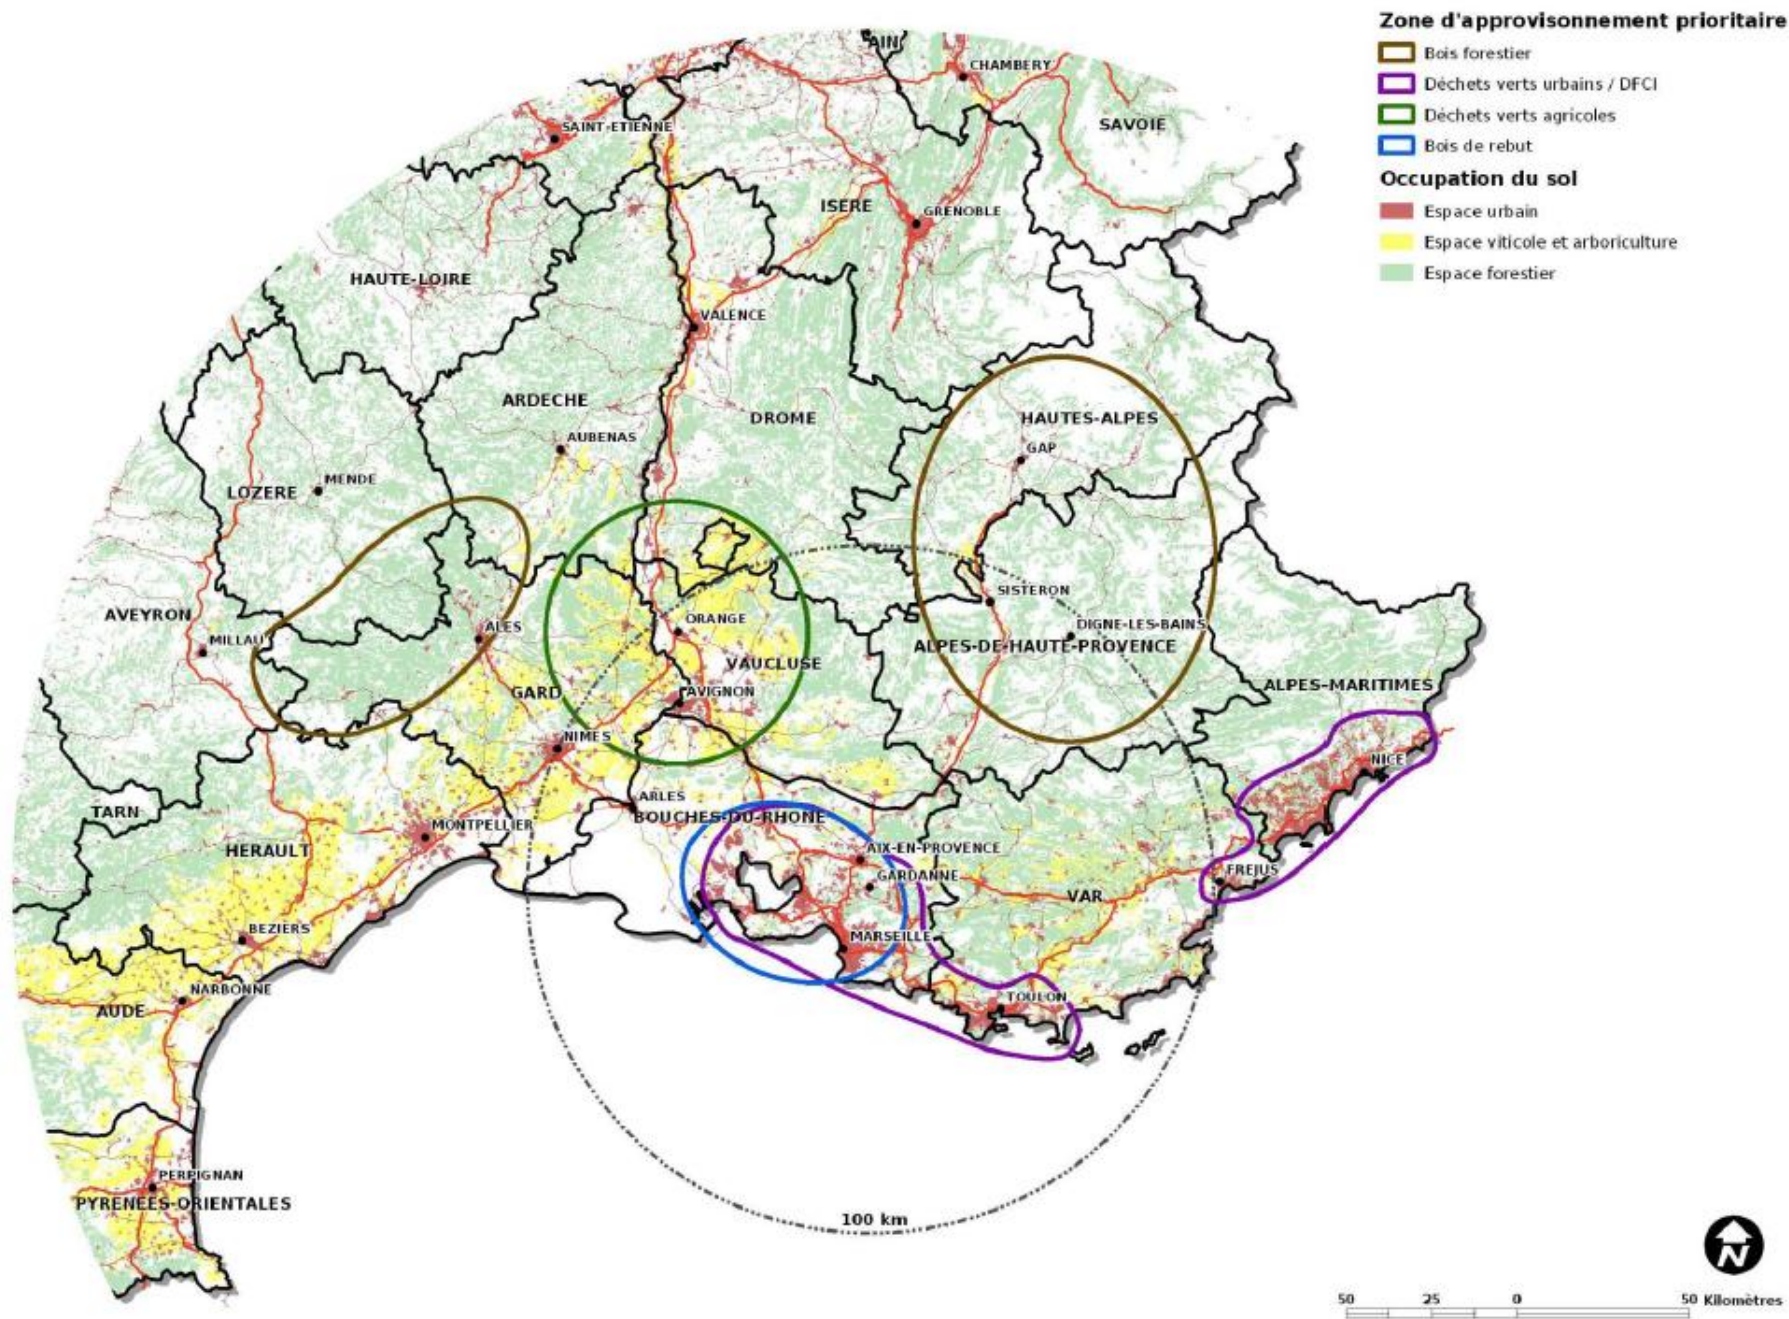 Zone d'approvisonnement prioritaire
Bois forestier
Déchets verts urbains / DFCI
Déchets verts agricoles
Bois de rebut
Occupation du sol
Espace urbain
Espace viticole et arboriculture
Espace forestier
AIN
CHAMBERY
SAVOIE
SAINT-ETIENNE
ISERE
GRENOBLE
HAUTE-LOIRE
VALENCE
ARDECHE
DROME
HAUTES-ALPES
AUBENAS
GAP
LOZERE
MENDE
SISTERON
AVEYRON
MILLAU
ALES
ORANGE
DIGNE-LES-BAINS
ALPES-DE-HAUTE-PROVENCE
VAUCLUSE
GARD
AVIGNON
ALPES-MARITIMES
NIMES
NICE
ARLES
BOUCHES-DU-RHONE
TARN
MONTPELLIER
HERAULT
AIX-EN-PROVENCE
GARDANNE
FREJUS
VAR
BEZIERS
MARSEILLE
NARBONNE
AUDE
TOULON
PERPIGNAN
PYRENEES-ORIENTALES
100 km
N
50 25 0 50 Kilomètres